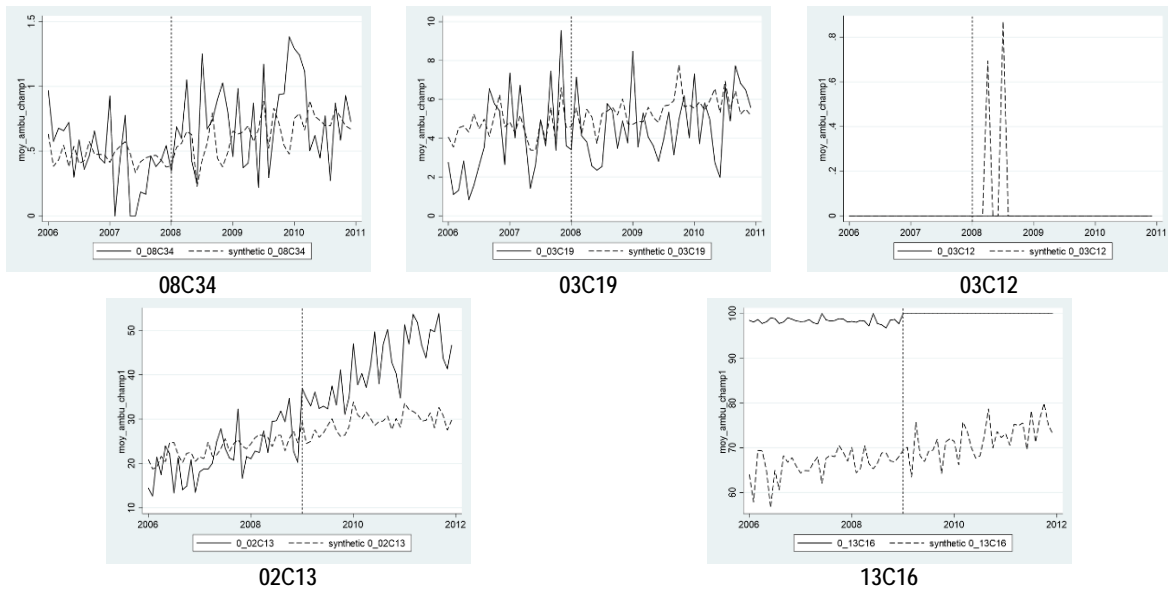 moy_ambu_champ1
1.5
1
.5
0
2006 2007 2008 2009 2010 2011
0_08C34 synthetic 0_08C34
08C34
moy_ambu_champ1
10
8
6
4
2
0
2006 2007 2008 2009 2010 2011
0_03C19 synthetic 0_03C19
03C19
moy_ambu_champ1
.8
.6
.4
.2
0
2006 2007 2008 2009 2010 2011
0_03C12 synthetic 0_03C12
03C12
moy_ambu_champ1
50
40
30
20
10
2006 2008 2010 2012
0_02C13 synthetic 0_02C13
02C13
moy_ambu_champ1
100
90
80
70
60
2006 2008 2010 2012
0_13C16 synthetic 0_13C16
13C16